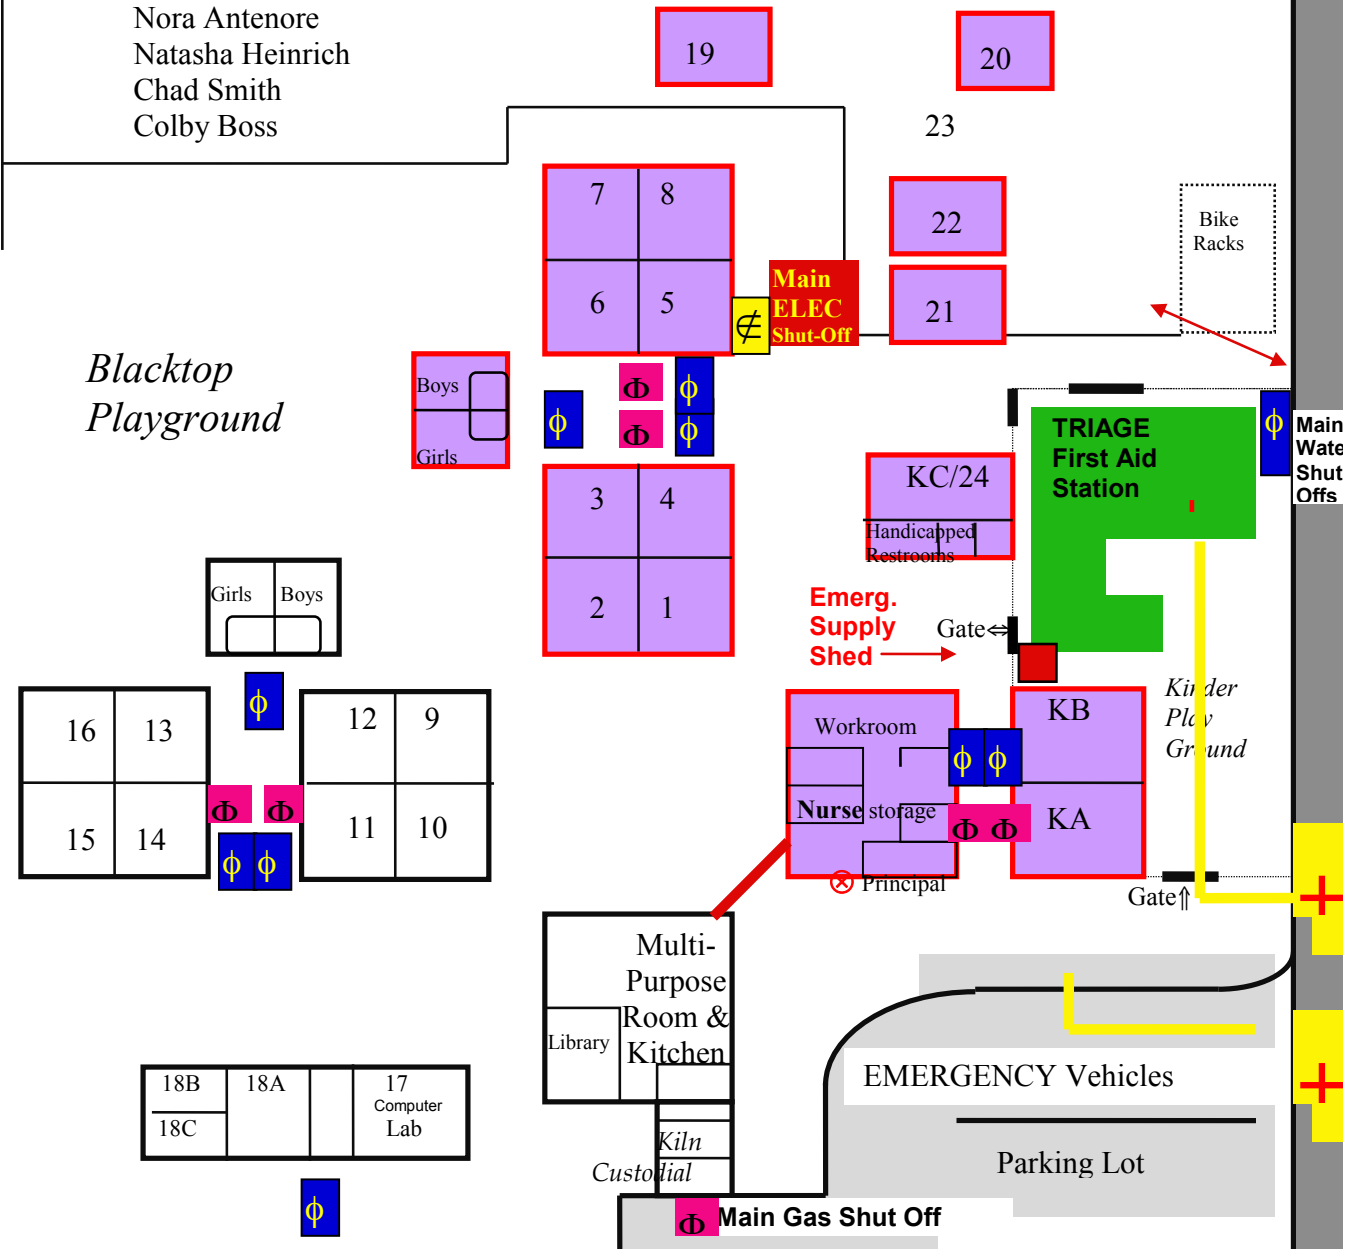 Nora Antenore
Natasha Heinrich
Chad Smith
Colby Boss
19
20
23
7
8
6
5
22
21
Bike
Racks
Main
ELEC
Shut-Off
∉
Blacktop
Playground
Boys
Girls
Φ
Φ
ϕ
ϕ
ϕ
TRIAGE
First Aid
Station
ϕ
Main
Wate
Shut
Offs
3
4
2
1
KC/24
Handicapped
Restrooms
Emerg.
Supply
Shed
Gate⇔
Girls
Boys
ϕ
16
13
15
14
12
9
11
10
Φ
Φ
ϕ
ϕ
Workroom
Nurse storage
Principal
ϕ
ϕ
Φ
Φ
KB
KA
Kinder
Play
Ground
Gate⇑
Multi-
Purpose
Room &
Kitchen
Library
Kiln
Custodial
18B
18A
18C
17
Computer
Lab
ϕ
EMERGENCY Vehicles
Parking Lot
Φ
Main Gas Shut Off